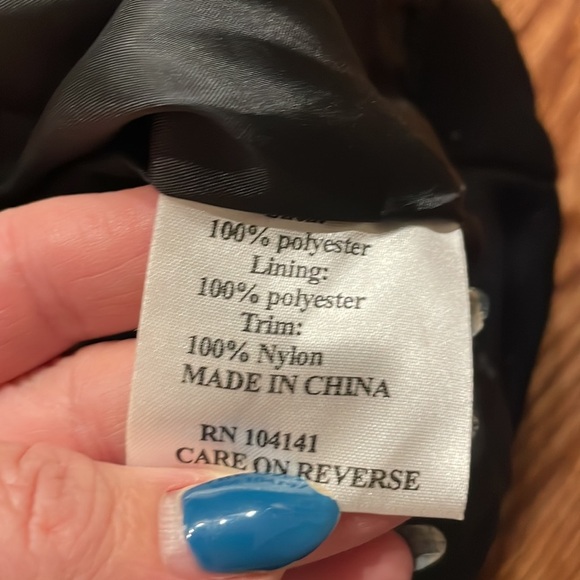 100% polyester
Lining:
100% polyester
Trim:
100% Nylon
MADE IN CHINA
RN 104141
CARE ON REVERSE